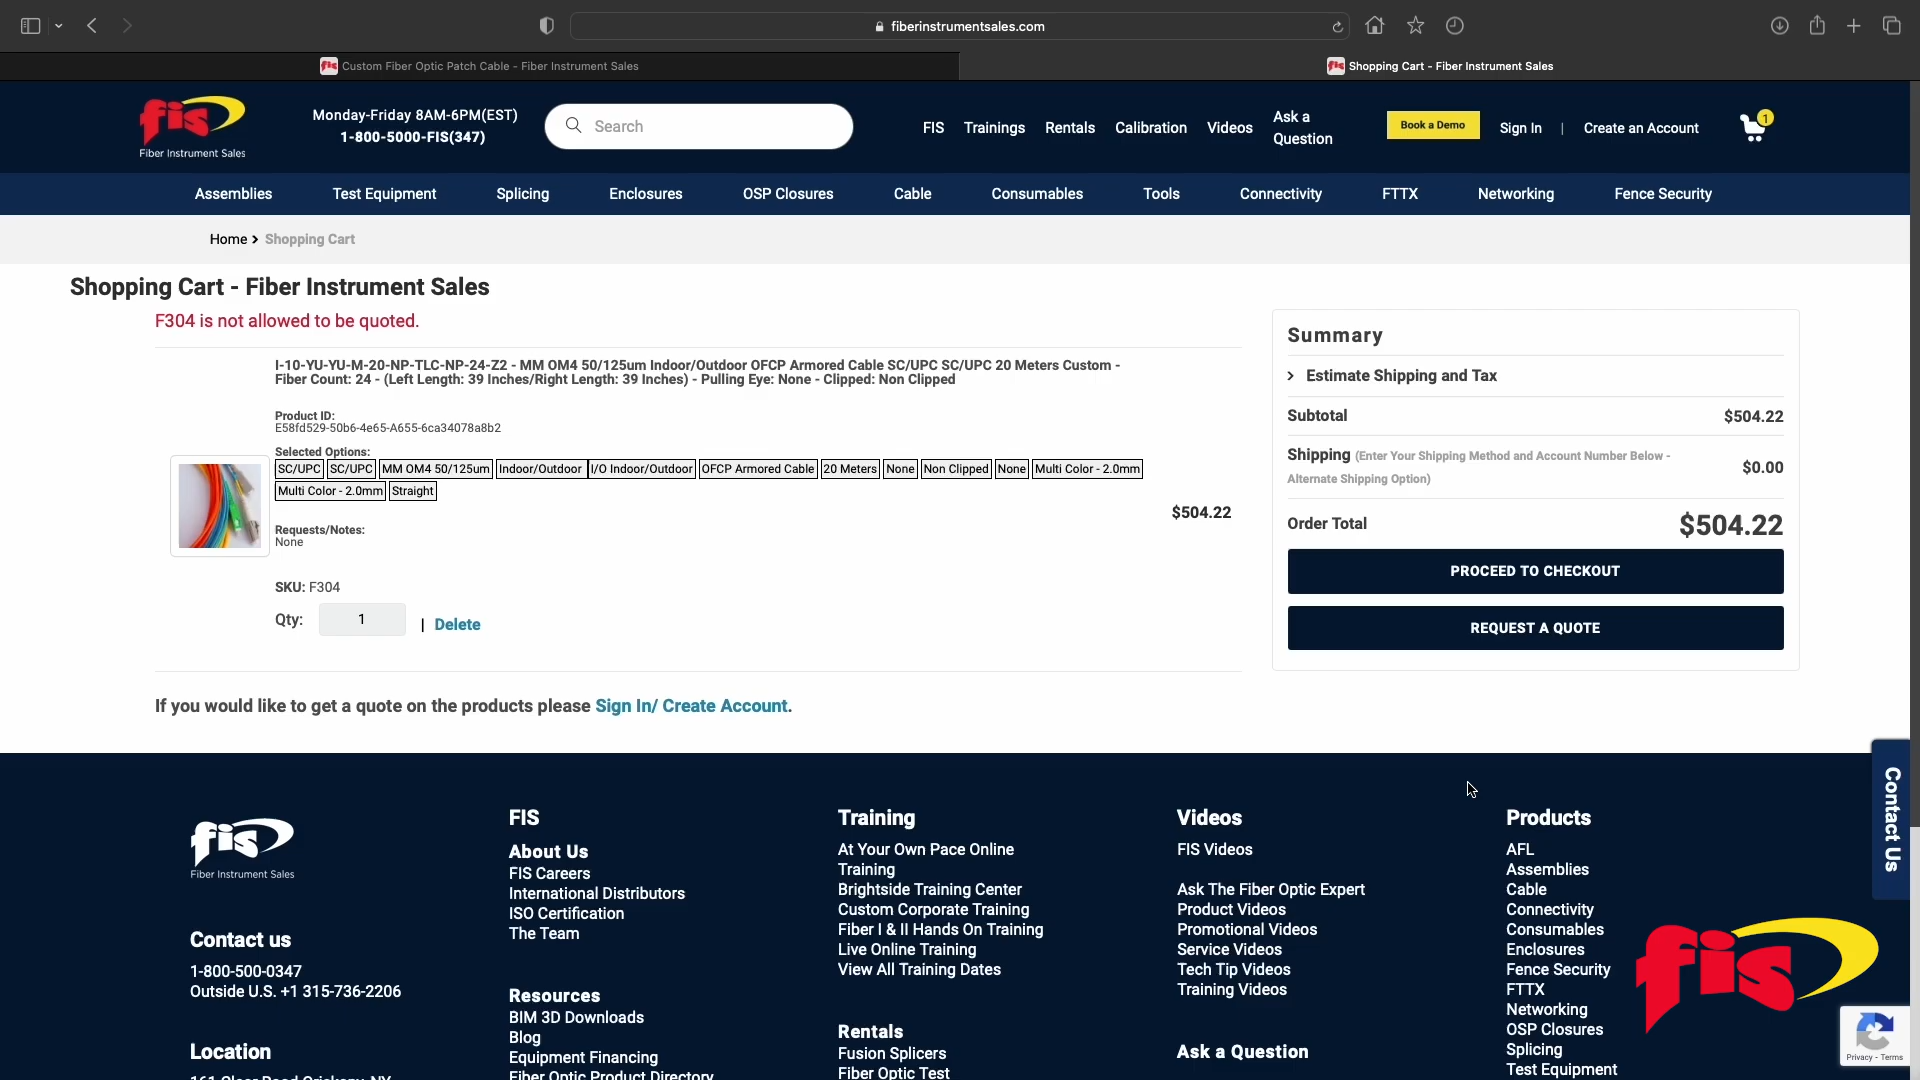 fiberinstrumentsales.com
Custom Fiber Optic Patch Cable - Fiber Instrument Sales
Shopping Cart - Fiber Instrument Sales
fis
Fiber Instrument Sales
Monday-Friday 8AM-6PM(EST)
1-800-5000-FIS(347)
Search
FIS
Trainings
Rentals
Calibration
Videos
Ask a
Question
Book a Demo
Sign In | Create an Account
1
Assemblies
Test Equipment
Splicing
Enclosures
OSP Closures
Cable
Consumables
Tools
Connectivity
FTTX
Networking
Fence Security
Home > Shopping Cart
Shopping Cart - Fiber Instrument Sales
F304 is not allowed to be quoted.
I-10-YU-YU-M-20-NP-TLC-NP-24-Z2 - MM OM4 50/125um Indoor/Outdoor OFCP Armored Cable SC/UPC SC/UPC 20 Meters Custom -
Fiber Count: 24 - (Left Length: 39 Inches/Right Length: 39 Inches) - Pulling Eye: None - Clipped: Non Clipped
Product ID:
E58fd529-50b6-4e65-A655-6ca34078a8b2
Selected Options:
SC/UPC SC/UPC MM OM4 50/125um Indoor/Outdoor I/O Indoor/Outdoor OFCP Armored Cable 20 Meters None Non Clipped None Multi Color - 2.0mm
Multi Color - 2.0mm Straight
$504.22
Requests/Notes:
None
SKU: F304
Qty: 1 | Delete
If you would like to get a quote on the products please Sign In/ Create Account.
Summary
> Estimate Shipping and Tax
Subtotal $504.22
Shipping (Enter Your Shipping Method and Account Number Below -
Alternate Shipping Option)
$0.00
Order Total $504.22
PROCEED TO CHECKOUT
REQUEST A QUOTE
Contact Us
fis
Fiber Instrument Sales
Contact us
1-800-500-0347
Outside U.S. +1 315-736-2206
Location
FIS
About Us
FIS Careers
International Distributors
ISO Certification
The Team
Resources
BIM 3D Downloads
Blog
Equipment Financing
Fiber Optic Product Directory
Training
At Your Own Pace Online
Training
Brightside Training Center
Custom Corporate Training
Fiber I & II Hands On Training
Live Online Training
View All Training Dates
Rentals
Fusion Splicers
Fiber Optic Test
Videos
FIS Videos
Ask The Fiber Optic Expert
Product Videos
Promotional Videos
Service Videos
Tech Tip Videos
Training Videos
Ask a Question
Products
AFL
Assemblies
Cable
Connectivity
Consumables
Enclosures
Fence Security
FTTX
Networking
OSP Closures
Splicing
Test Equipment
fis
Privacy - Terms